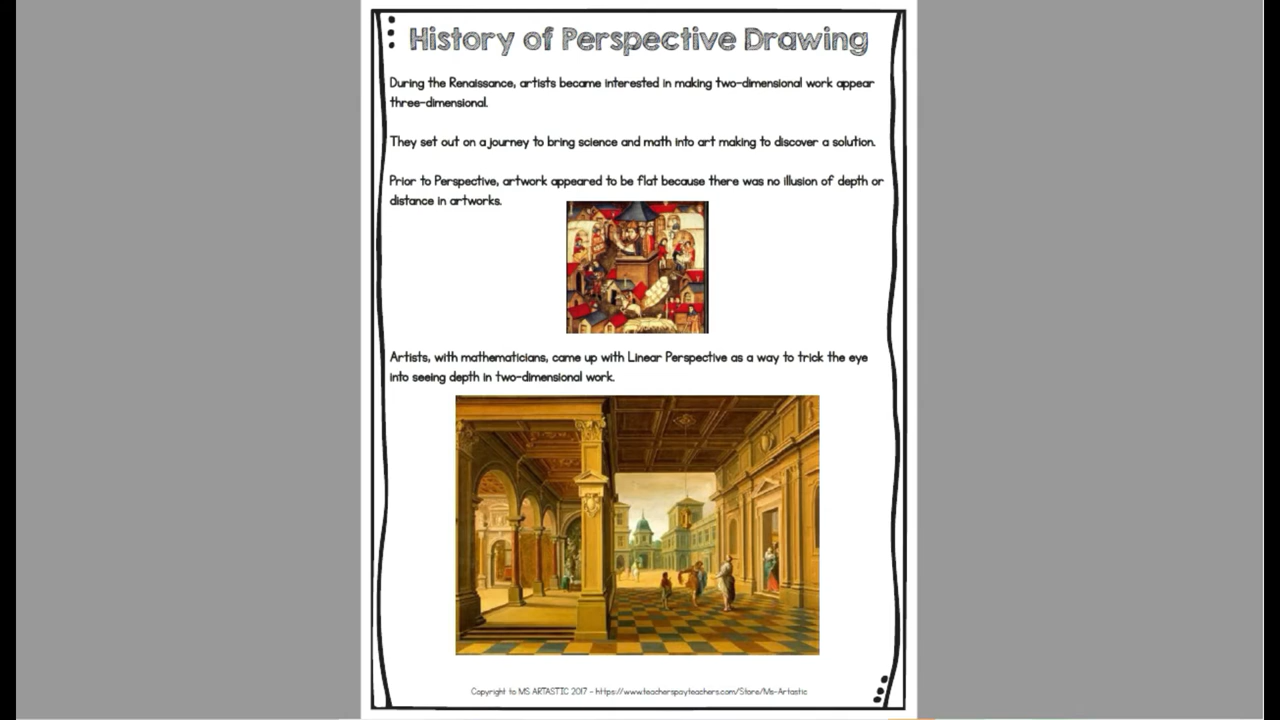 History of Perspective Drawing
During the Renaissance, artists became interested in making two-dimensional work appear
three-dimensional.
They set out on a journey to bring science and math into art making to discover a solution.
Prior to Perspective, artwork appeared to be flat because there was no illusion of depth or
distance in artworks.
Artists, with mathematicians, came up with Linear Perspective as a way to trick the eye
into seeing depth in two-dimensional work.
Copyright to MS ARTASTIC 2017 - https://www.teacherspayteachers.com/Store/Ms-Artastic